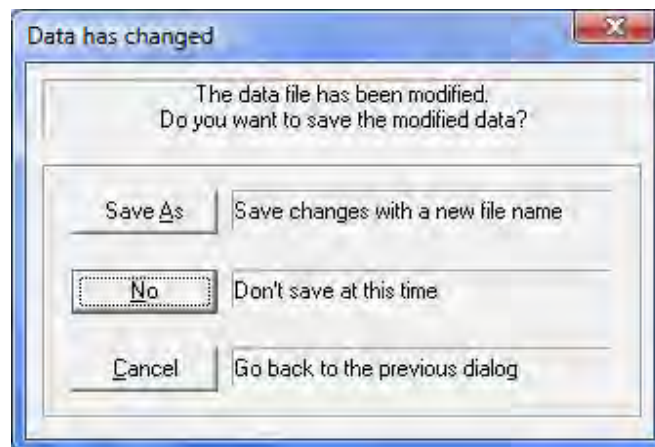 Data has changed
The data file has been modified.
Do you want to save the modified data?
Save As
Save changes with a new file name
No
Don't save at this time
Cancel
Go back to the previous dialog